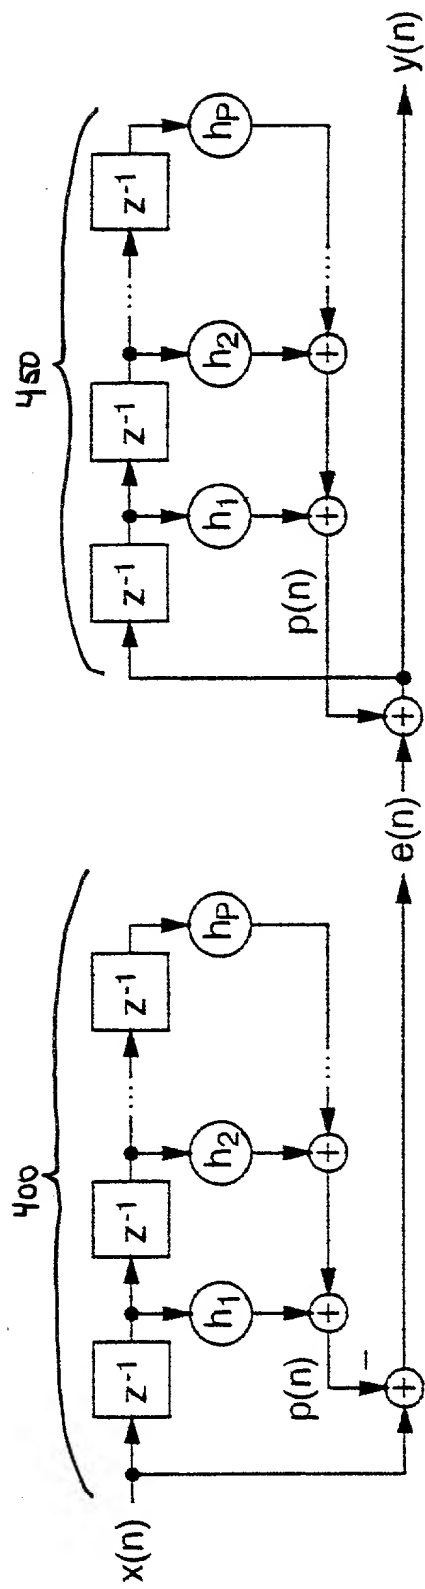 400
x(n)
z⁻¹
z⁻¹
z⁻¹
h₁
h₂
hₚ
p(n)
−
+
+
+
e(n)
450
z⁻¹
z⁻¹
z⁻¹
h₁
h₂
hₚ
p(n)
+
+
+
y(n)